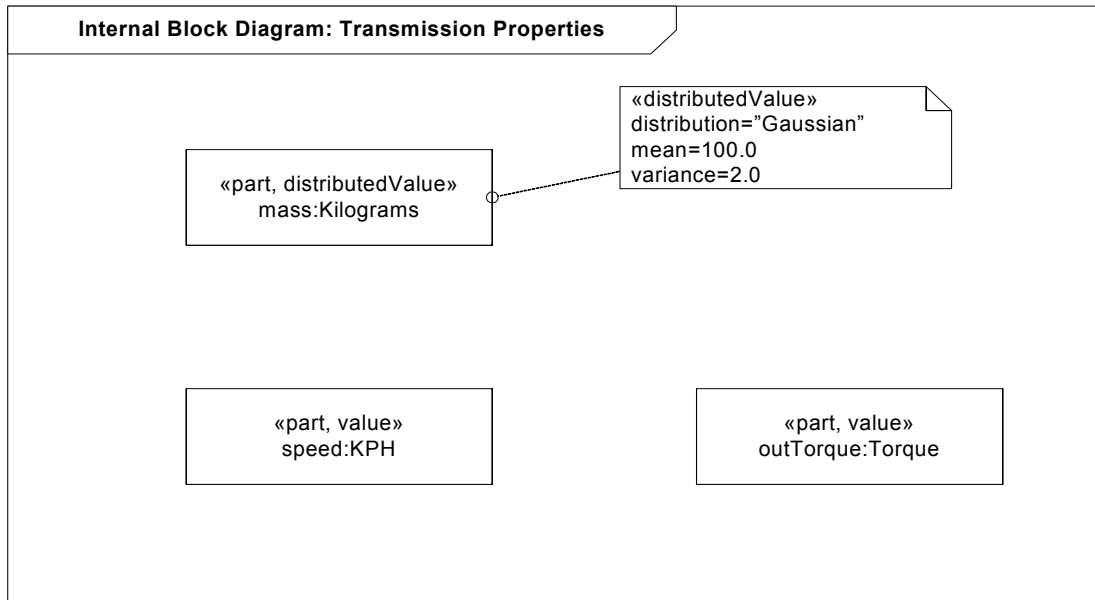 Internal Block Diagram: Transmission Properties
«distributedValue»
distribution=”Gaussian”
mean=100.0
variance=2.0
«part, distributedValue»
mass:Kilograms
«part, value»
speed:KPH
«part, value»
outTorque:Torque